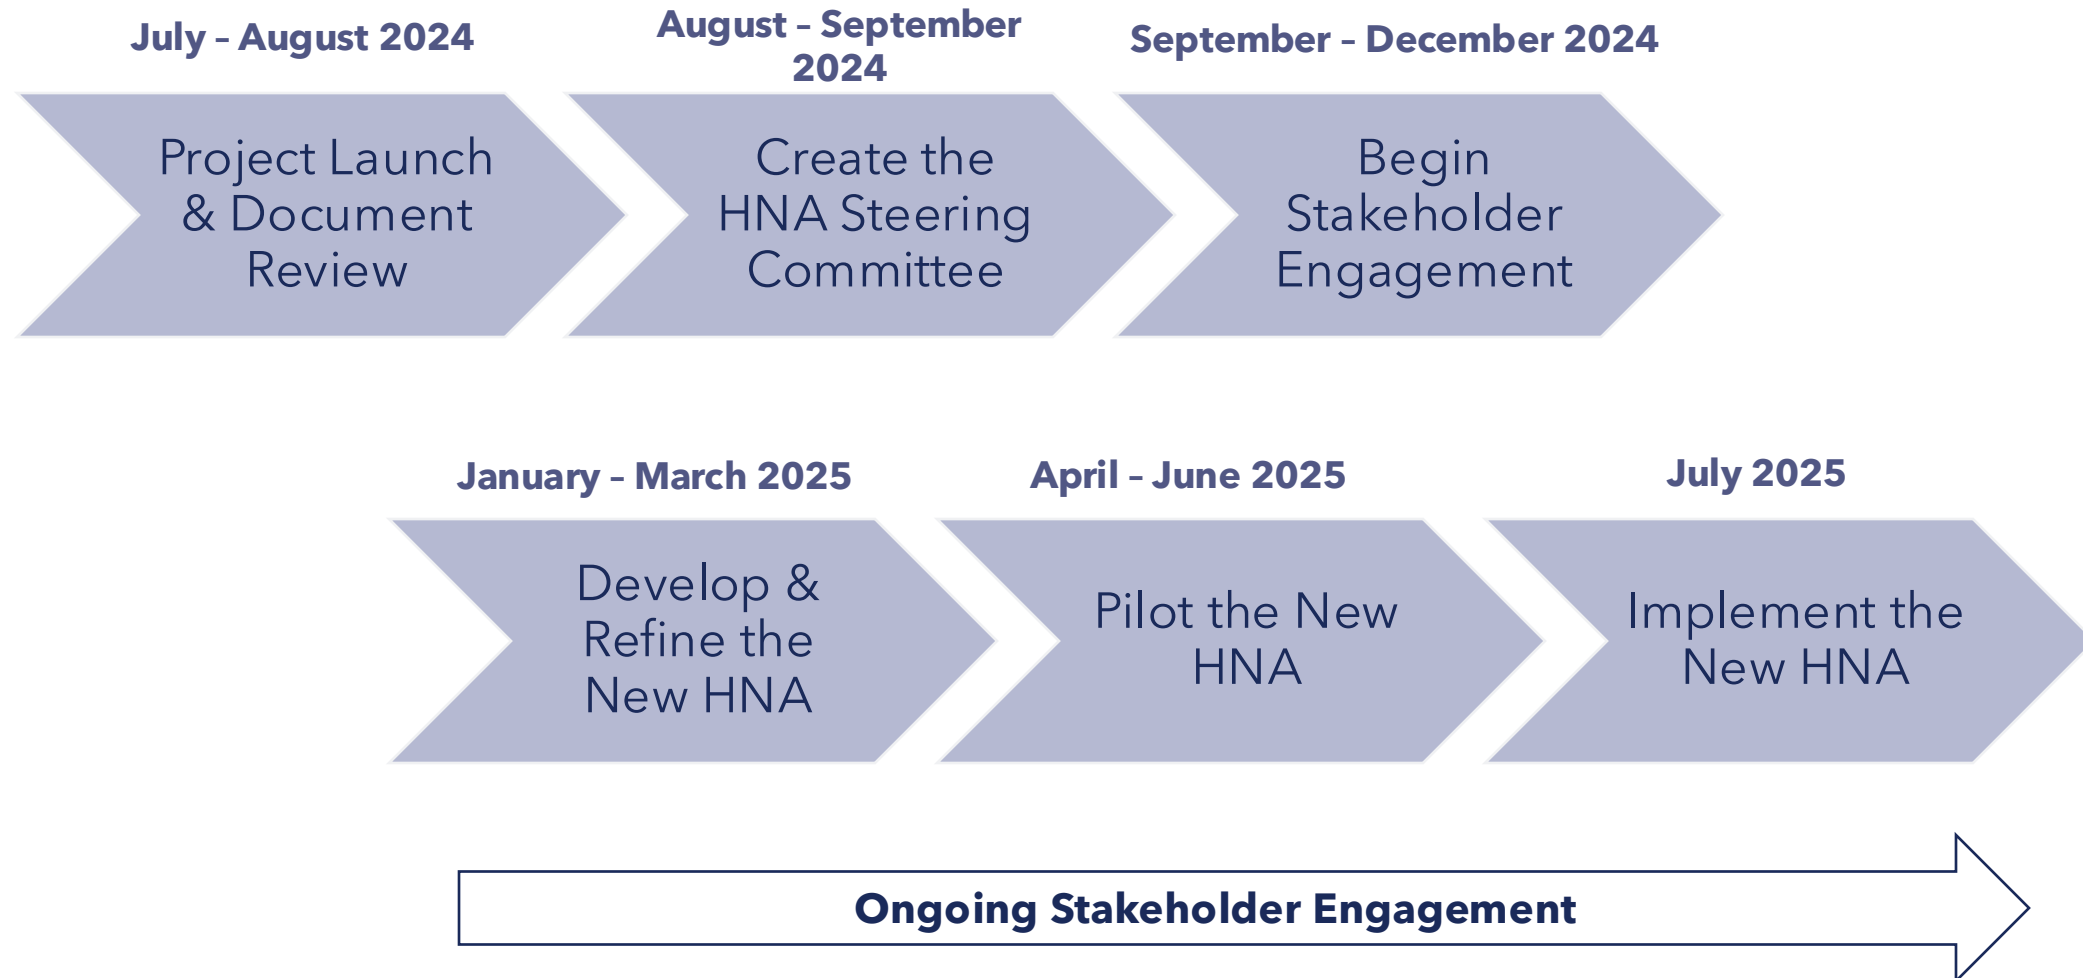 July – August 2024
August – September
2024
September – December 2024
Project Launch
& Document
Review
Create the
HNA Steering
Committee
Begin
Stakeholder
Engagement
January – March 2025
April – June 2025
July 2025
Develop &
Refine the
New HNA
Pilot the New
HNA
Implement the
New HNA
Ongoing Stakeholder Engagement